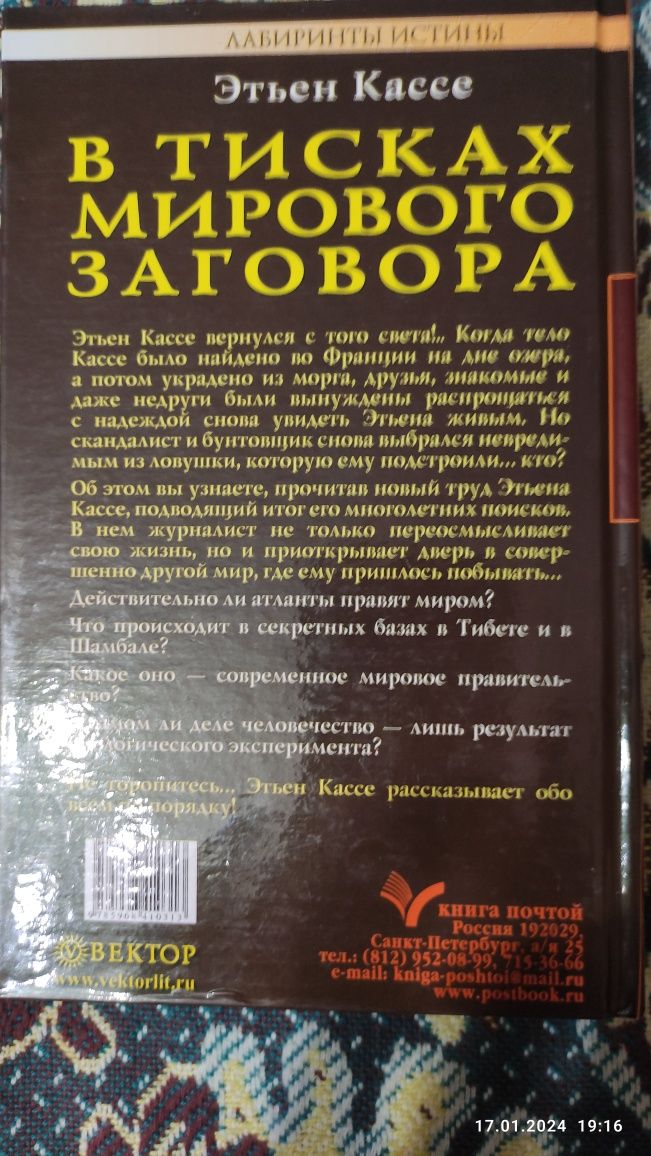 ЛАБИРИНТЫ ИСТИНЫ
Этьен Кассе
В ТИСКАХ
МИРОВОГО
ЗАГОВОРА
Этьен Кассе вернулся с того света!.. Когда тело
Кассе было найдено во Франции на дне озера,
а потом украдено из морга, друзья, знакомые и
даже недруги были вынуждены распрощаться
с надеждой снова увидеть Этьена живым. Но
скандалист и бунтовщик снова выбрался невреди-
мым из ловушки, которую ему подстроили... кто?
Об этом вы узнаете, прочитав новый труд Этьена
Кассе, подводящий итог его многолетних поисков.
В нем журналист не только переосмысливает
свою жизнь, но и приоткрывает дверь в совер-
шенно другой мир, где ему пришлось побывать...
Действительно ли атланты правят миром?
Что происходит в секретных базах в Тибете и в
Шамбале?
Какое оно — современное мировое правитель-
ство?
ли деле человечество — лишь результат
эксперимента?
Не торопитесь... Этьен Кассе рассказывает обо
всем по порядку!
9785968410313
ВЕКТОР
www.vektorlit.ru
КНИГА ПОЧТОЙ
Россия 192029,
Санкт-Петербург, а/я 25
тел.: (812) 952-08-99, 715-36-66
e-mail: kniga-poshtoi@mail.ru
www.postbook.ru
17.01.2024 19:16